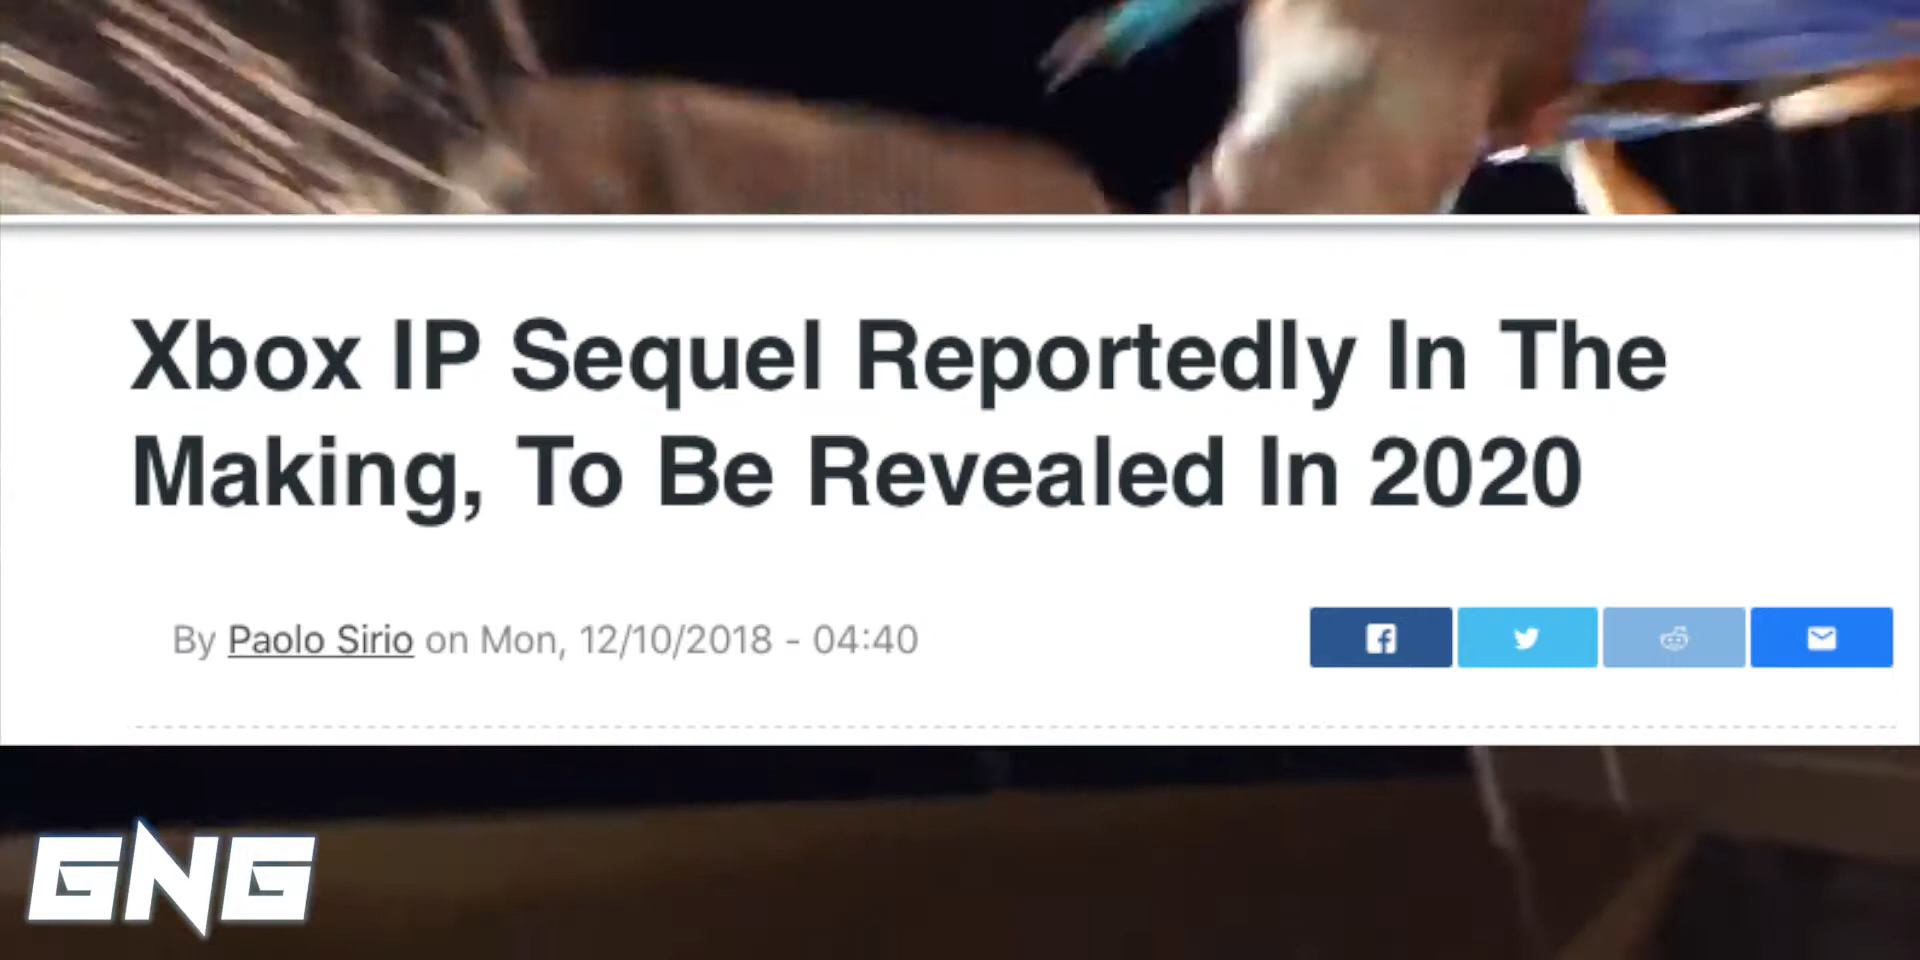 Xbox IP Sequel Reportedly In The
Making, To Be Revealed In 2020
By Paolo Sirio on Mon, 12/10/2018 - 04:40
GNG